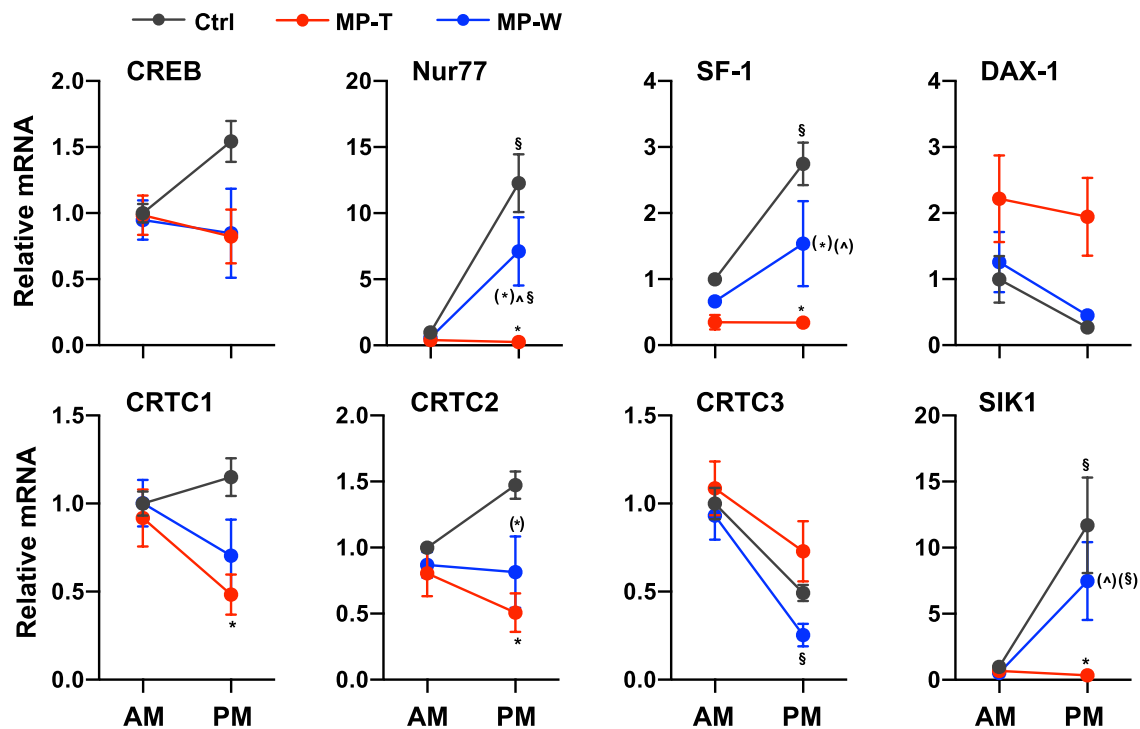 Ctrl MP-T MP-W
CREB Nur77 SF-1 DAX-1
Relative mRNA
2.0 20 4 4
1.5 15 3 3
1.0 10 2 2
0.5 5 1 1
0.0 0 0 0
§ §
(*)^ § (*)(^)
* *
CRTC1 CRTC2 CRTC3 SIK1
Relative mRNA
1.5 2.0 1.5 20
1.0 1.5 1.0 15
0.5 1.0 0.5 10
0.0 0.5 0.0 5
0.0 0
§
(*) (^)(§)
* * § *
AM PM AM PM AM PM AM PM